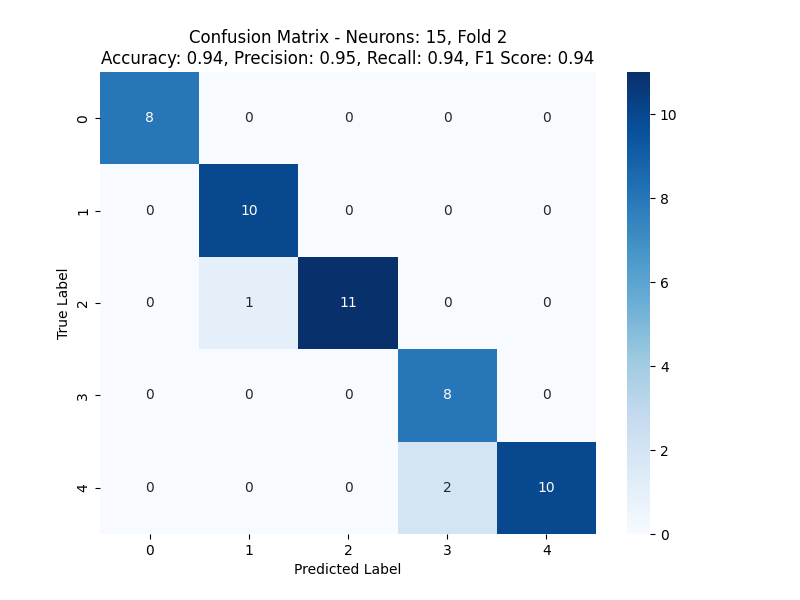 Confusion Matrix - Neurons: 15, Fold 2
Accuracy: 0.94, Precision: 0.95, Recall: 0.94, F1 Score: 0.94
0 8 0 0 0 0
1 0 10 0 0 0
2 0 1 11 0 0
3 0 0 0 8 0
4 0 0 0 2 10
0 1 2 3 4
True Label
Predicted Label
10
8
6
4
2
0